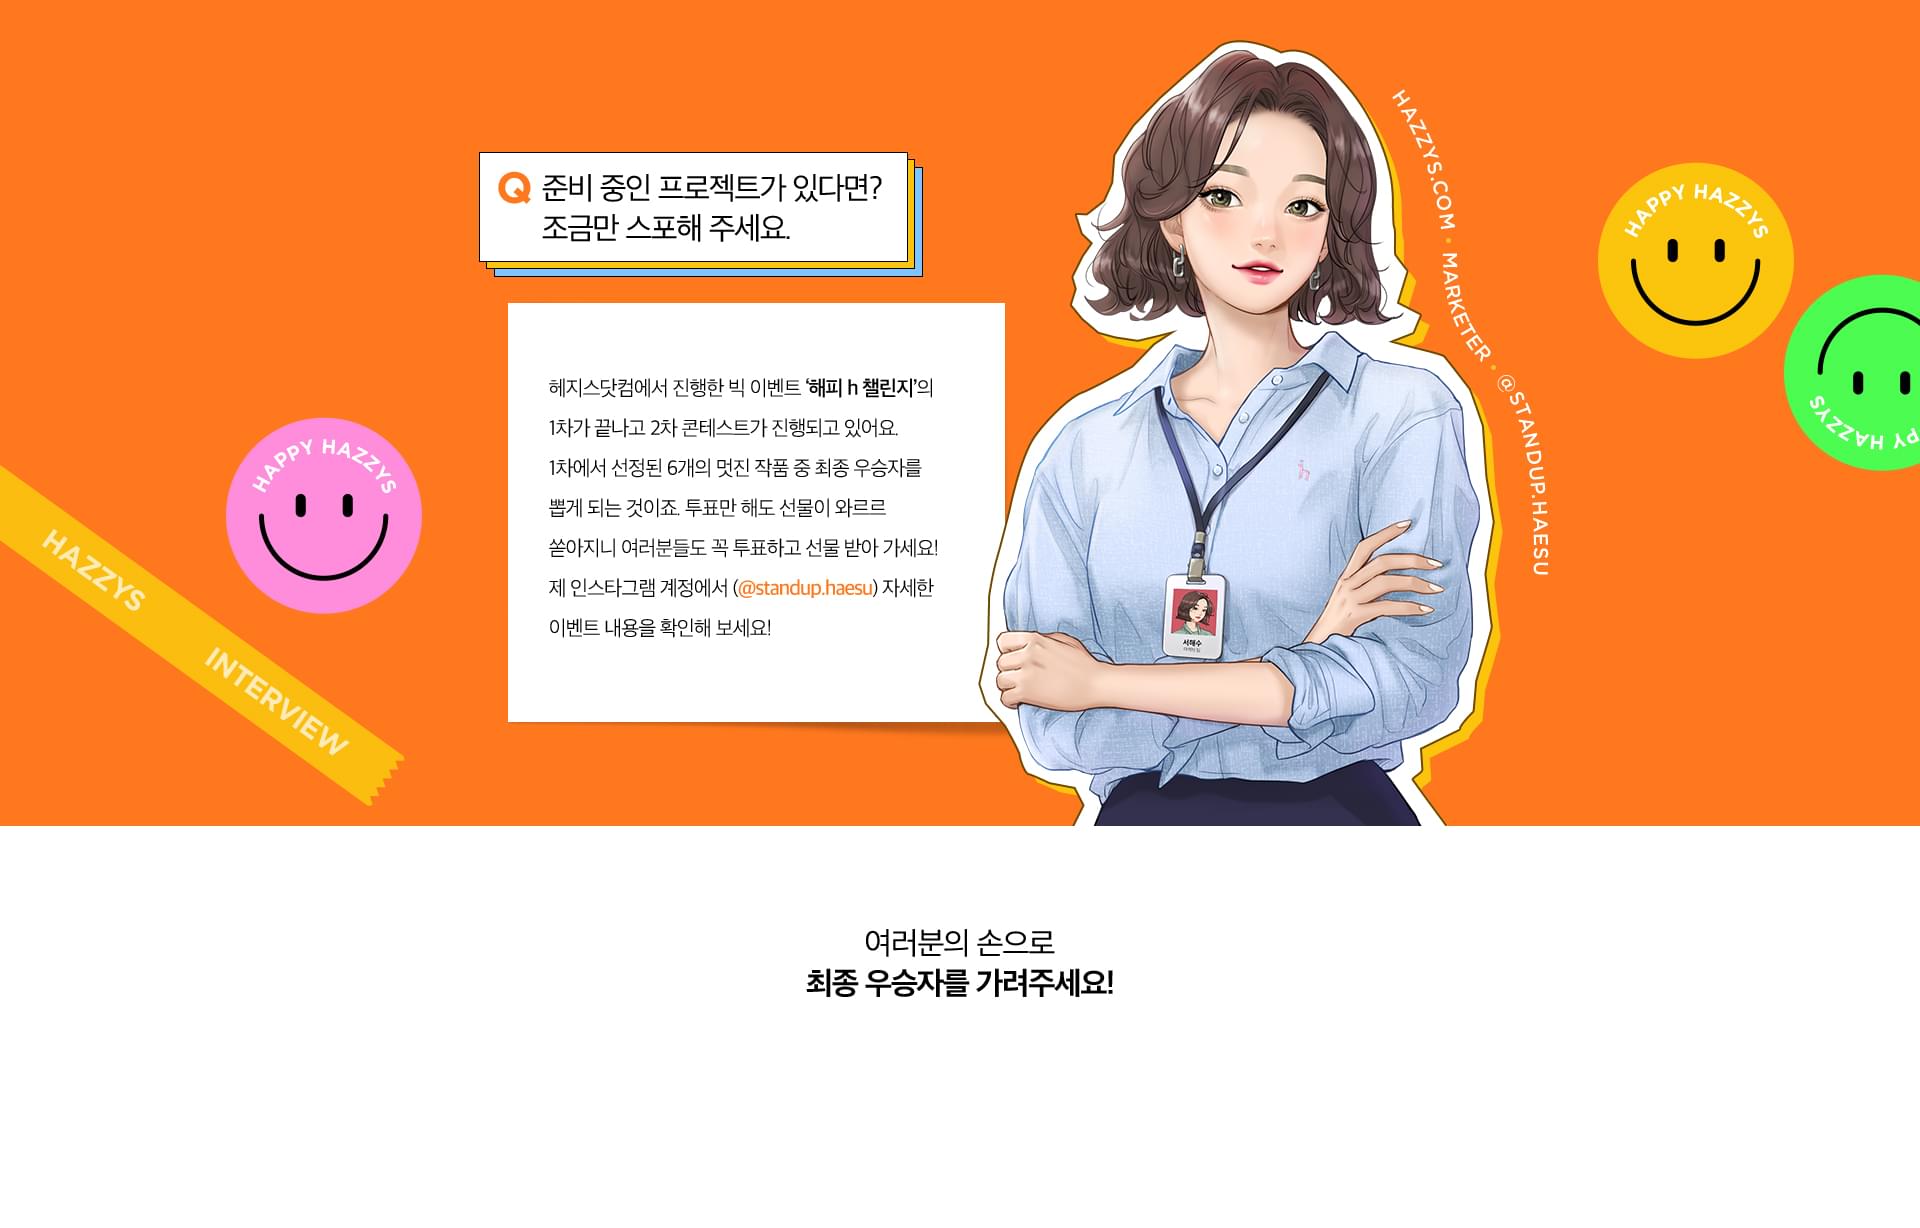 Q 준비 중인 프로젝트가 있다면?
조금만 스포해 주세요.
헤지스닷컴에서 진행한 빅 이벤트 ‘해피 h 챌린지’의
1차가 끝나고 2차 콘테스트가 진행되고 있어요.
1차에서 선정된 6개의 멋진 작품 중 최종 우승자를
뽑게 되는 것이죠. 투표만 해도 선물이 와르르
쏟아지니 여러분들도 꼭 투표하고 선물 받아 가세요!
제 인스타그램 계정에서 (@standup.haesu) 자세한
이벤트 내용을 확인해 보세요!
HAZZYS.COM • MARKETER • @STANDUP.HAESU
HAPPY HAZZYS
PY HAZZYS
HAPPY HAZZYS
HAZZYS INTERVIEW
h
서해수
여러분의 손으로
최종 우승자를 가려주세요!